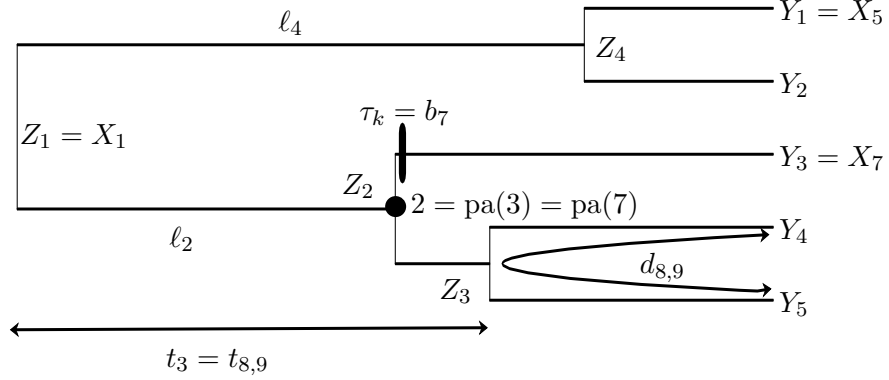 ℓ₄
Y₁ = X₅
Z₄
Y₂
τₖ = b₇
Z₁ = X₁
Y₃ = X₇
Z₂
2 = pa(3) = pa(7)
ℓ₂
Y₄
d₈,₉
Z₃
Y₅
t₃ = t₈,₉